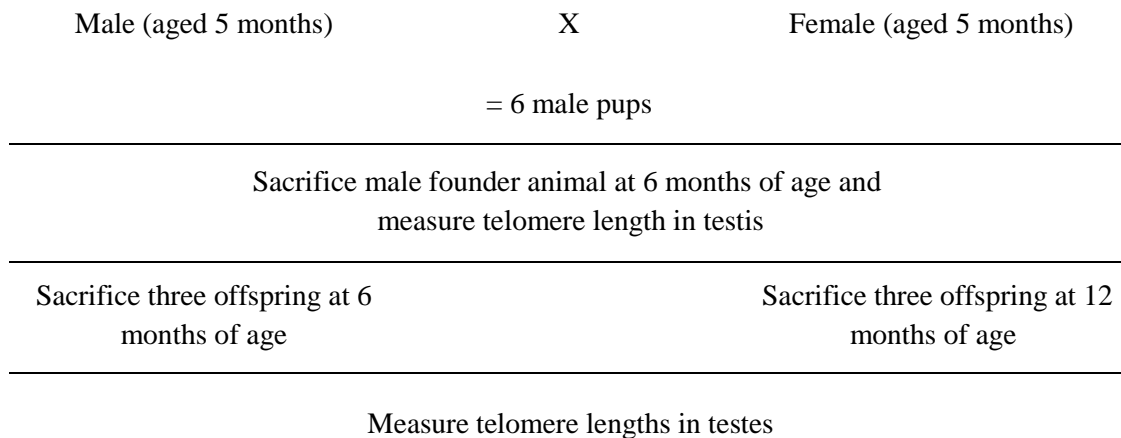 Male (aged 5 months) X Female (aged 5 months)
= 6 male pups
Sacrifice male founder animal at 6 months of age and
measure telomere length in testis
Sacrifice three offspring at 6
months of age
Sacrifice three offspring at 12
months of age
Measure telomere lengths in testes